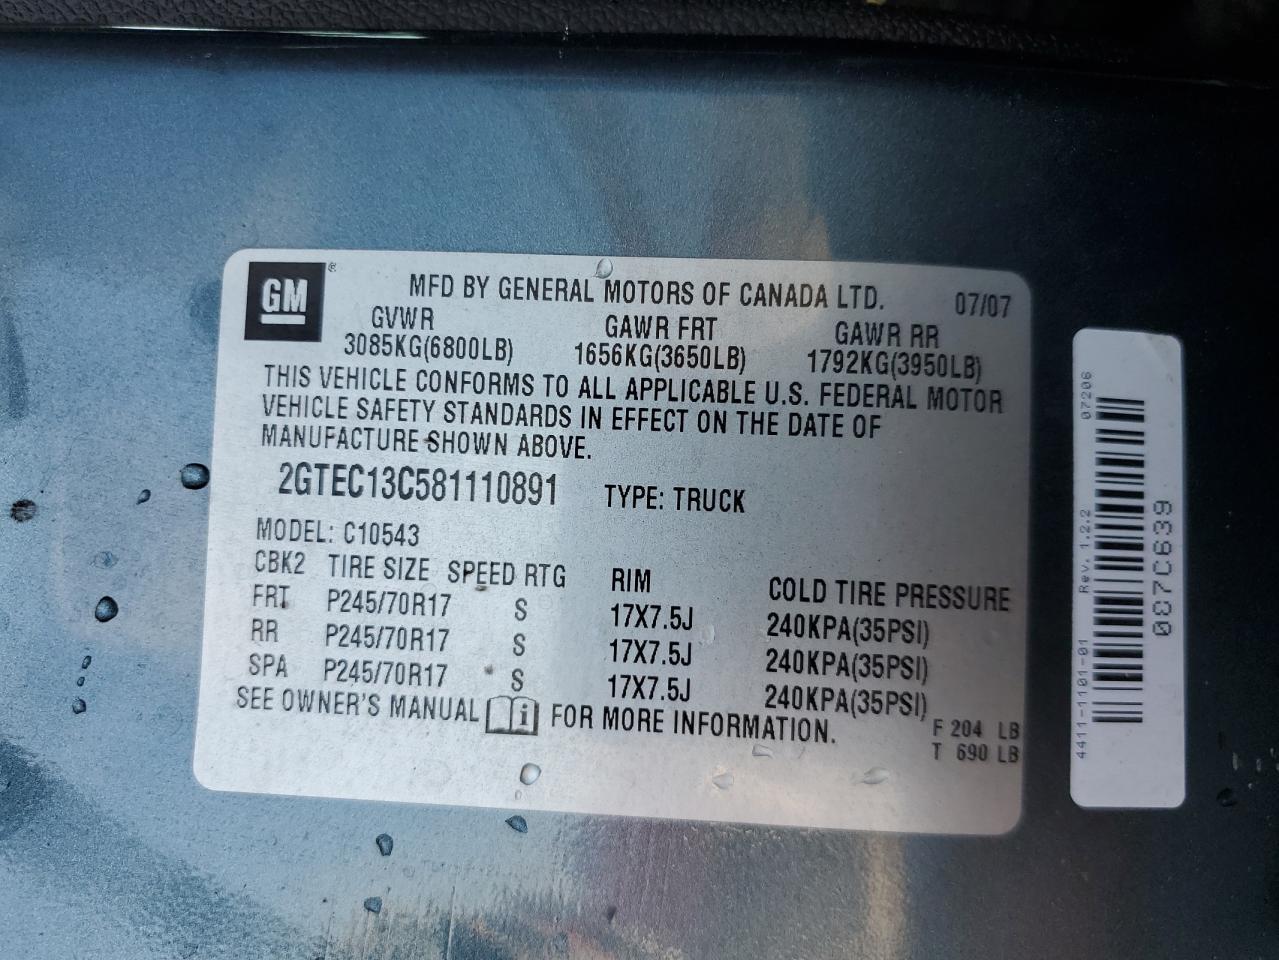 GM ®
MFD BY GENERAL MOTORS OF CANADA LTD. 07/07
GVWR GAWR FRT GAWR RR
3085KG(6800LB) 1656KG(3650LB) 1792KG(3950LB)
THIS VEHICLE CONFORMS TO ALL APPLICABLE U.S. FEDERAL MOTOR
VEHICLE SAFETY STANDARDS IN EFFECT ON THE DATE OF
MANUFACTURE SHOWN ABOVE.
2GTEC13C581110891 TYPE: TRUCK
MODEL: C10543
CBK2 TIRE SIZE SPEED RTG RIM COLD TIRE PRESSURE
FRT P245/70R17 S 17X7.5J 240KPA(35PSI)
RR P245/70R17 S 17X7.5J 240KPA(35PSI)
SPA P245/70R17 S 17X7.5J 240KPA(35PSI)
SEE OWNER'S MANUAL i FOR MORE INFORMATION.
F 204 LB
T 690 LB
4411-1101-01 Rev. 1.2.2 07206
037C639